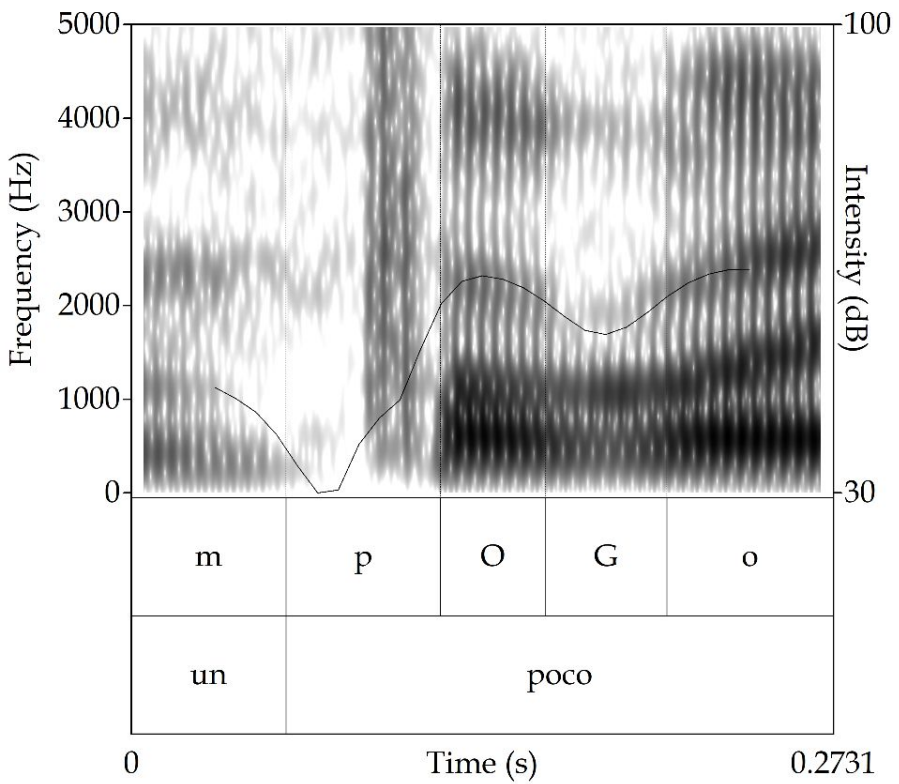 5000
100
4000
3000
2000
1000
0
30
Frequency (Hz)
Intensity (dB)
m p O G o
un poco
0 Time (s) 0.2731